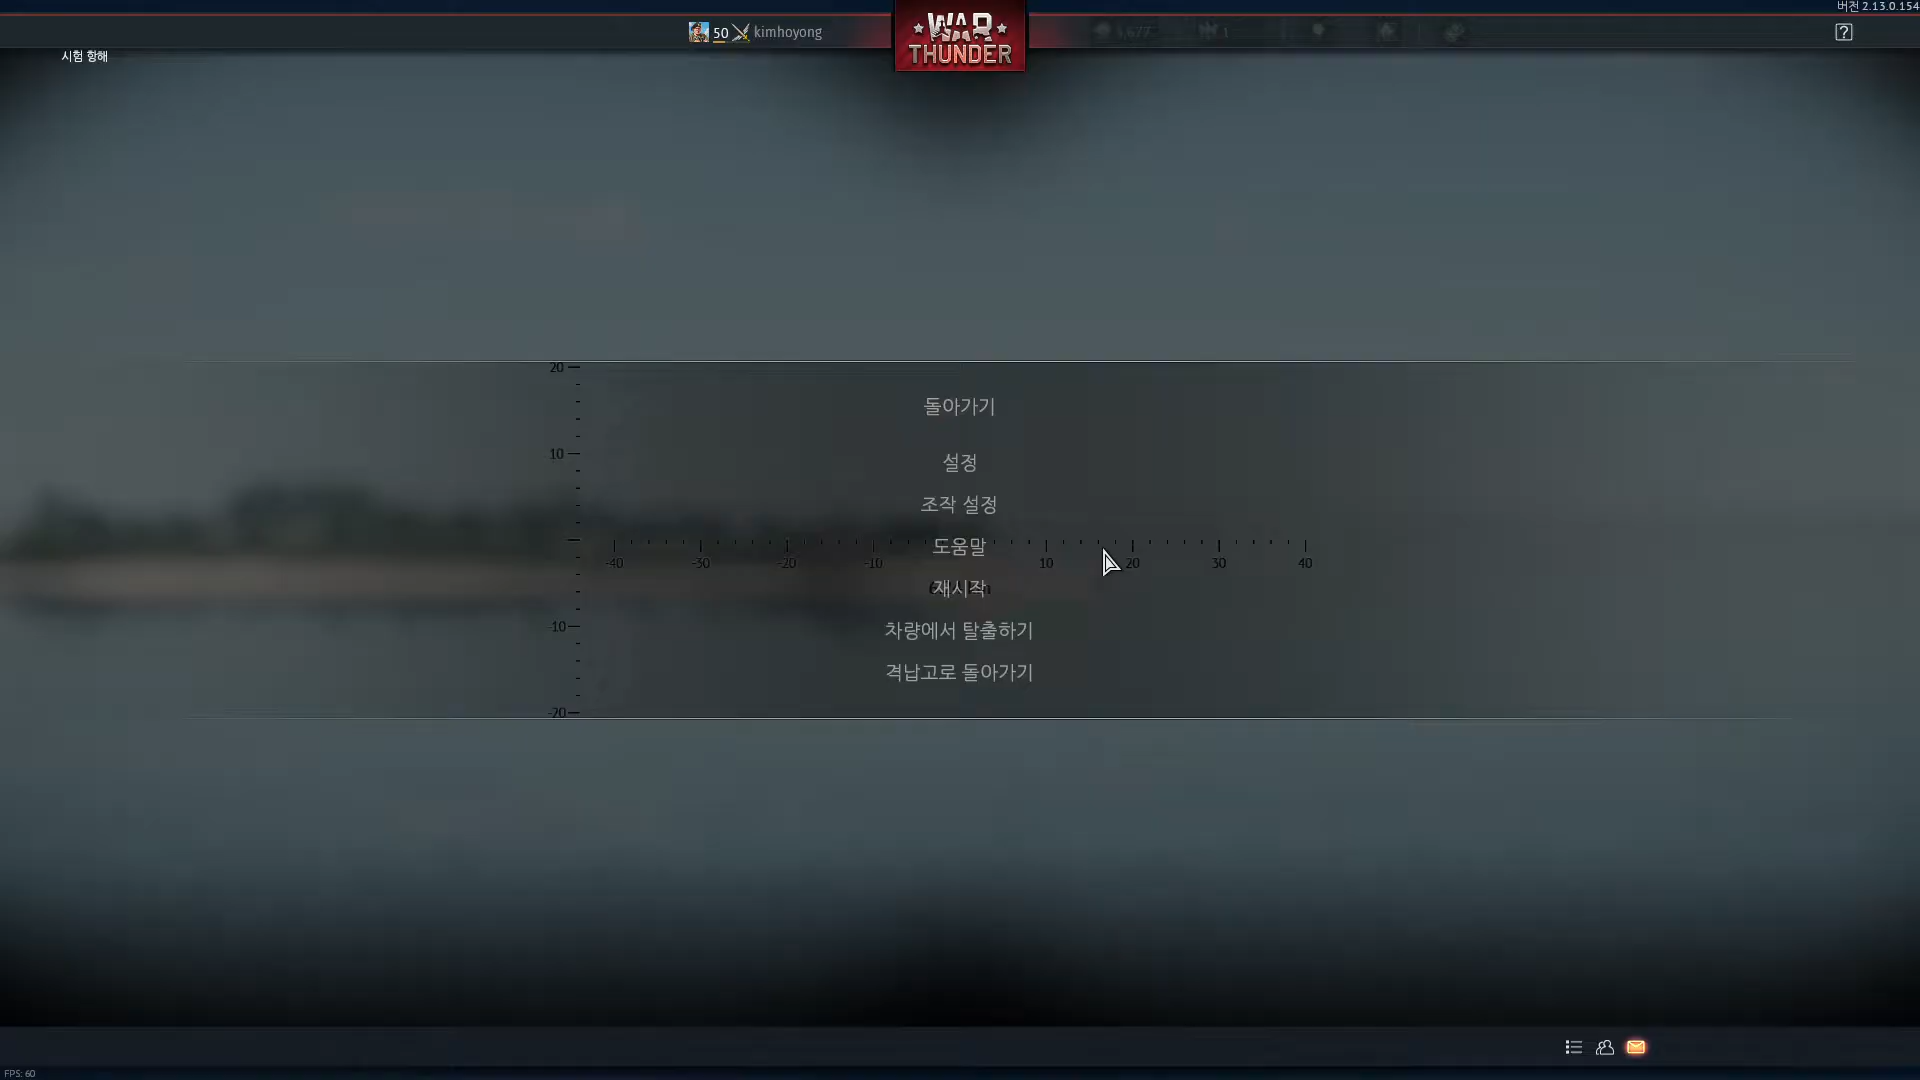 버전 2.13.0.154
50 kimhoyong
WAR THUNDER
1,677
1
?
시험 항해
20
돌아가기
10
설정
조작 설정
도움말
-40 -30 -20 -10 10 20 30 40
재시작
-10
차량에서 탈출하기
격납고로 돌아가기
-20
FPS: 60